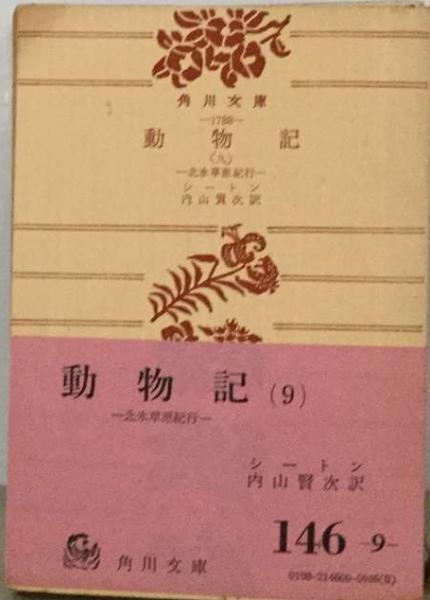 角川文庫
—1788—
動物記
(九)
—北氷草原紀行—
シートン
内山賢次訳
動物記(9)
—北氷草原紀行—
シートン
内山賢次訳
146 -9-
角川文庫